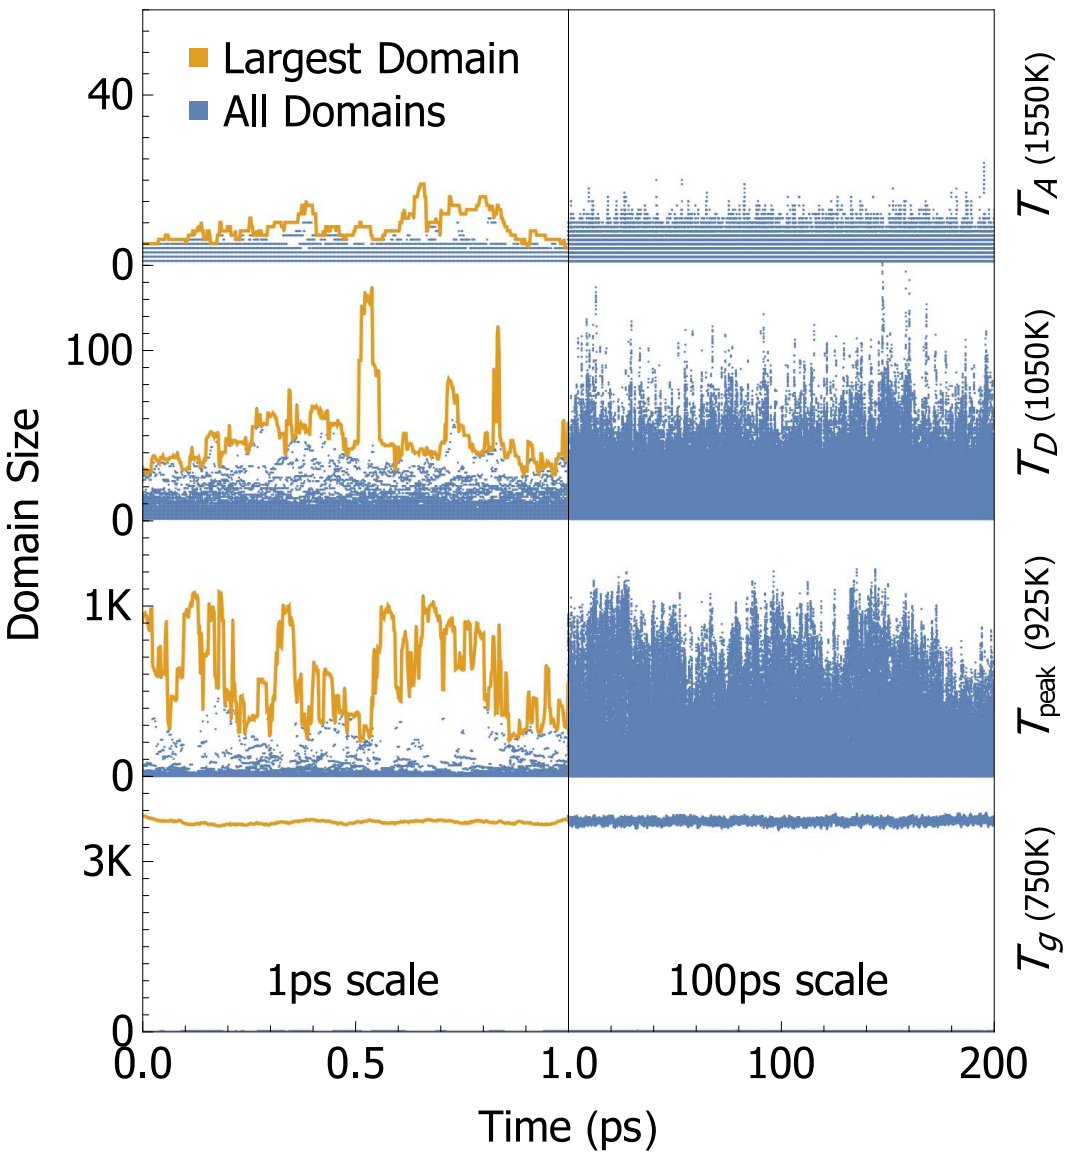 Largest Domain
All Domains
40
0
T_A (1550K)
100
0
T_D (1050K)
Domain Size
1K
0
T_peak (925K)
3K
0
T_g (750K)
1ps scale
100ps scale
0.0
0.5
1.0
100
200
Time (ps)